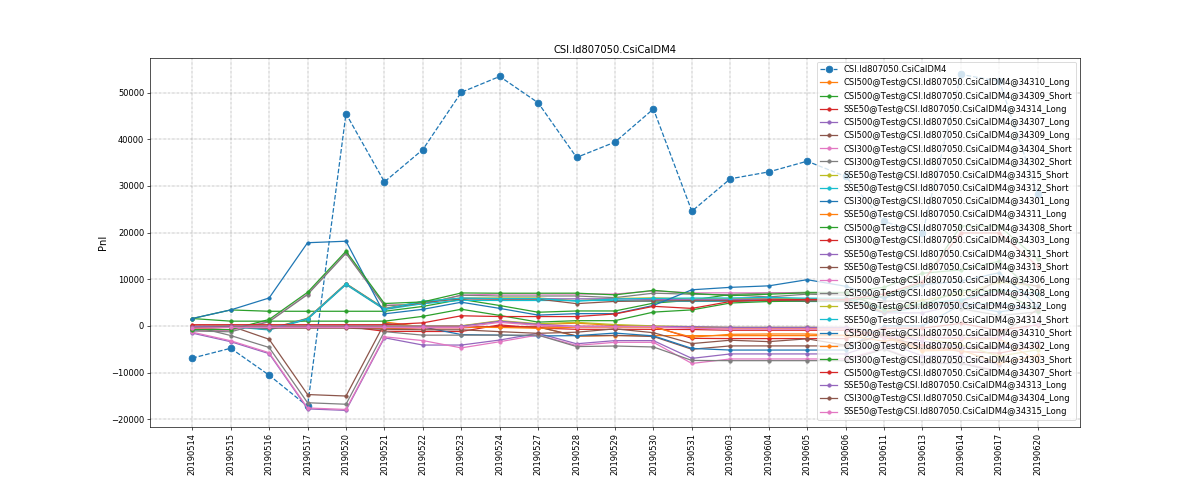 CSI.Id807050.CsiCalDM4
Pnl
50000
40000
30000
20000
10000
0
−10000
−20000
20190514
20190515
20190516
20190517
20190520
20190521
20190522
20190523
20190524
20190527
20190528
20190529
20190530
20190531
20190603
20190604
20190605
20190606
20190611
20190613
20190614
20190617
20190620
CSI.Id807050.CsiCalDM4
CSI500@Test@CSI.Id807050.CsiCalDM4@34310_Long
CSI500@Test@CSI.Id807050.CsiCalDM4@34309_Short
SSE50@Test@CSI.Id807050.CsiCalDM4@34314_Long
CSI500@Test@CSI.Id807050.CsiCalDM4@34307_Long
CSI500@Test@CSI.Id807050.CsiCalDM4@34309_Long
CSI300@Test@CSI.Id807050.CsiCalDM4@34304_Short
CSI300@Test@CSI.Id807050.CsiCalDM4@34302_Short
SSE50@Test@CSI.Id807050.CsiCalDM4@34315_Short
SSE50@Test@CSI.Id807050.CsiCalDM4@34312_Short
CSI300@Test@CSI.Id807050.CsiCalDM4@34301_Long
SSE50@Test@CSI.Id807050.CsiCalDM4@34311_Long
CSI500@Test@CSI.Id807050.CsiCalDM4@34308_Short
CSI300@Test@CSI.Id807050.CsiCalDM4@34303_Long
SSE50@Test@CSI.Id807050.CsiCalDM4@34311_Short
SSE50@Test@CSI.Id807050.CsiCalDM4@34313_Short
CSI500@Test@CSI.Id807050.CsiCalDM4@34306_Long
CSI500@Test@CSI.Id807050.CsiCalDM4@34308_Long
SSE50@Test@CSI.Id807050.CsiCalDM4@34312_Long
SSE50@Test@CSI.Id807050.CsiCalDM4@34314_Short
CSI500@Test@CSI.Id807050.CsiCalDM4@34310_Short
CSI300@Test@CSI.Id807050.CsiCalDM4@34302_Long
CSI300@Test@CSI.Id807050.CsiCalDM4@34303_Short
CSI500@Test@CSI.Id807050.CsiCalDM4@34307_Short
SSE50@Test@CSI.Id807050.CsiCalDM4@34313_Long
CSI300@Test@CSI.Id807050.CsiCalDM4@34304_Long
SSE50@Test@CSI.Id807050.CsiCalDM4@34315_Long